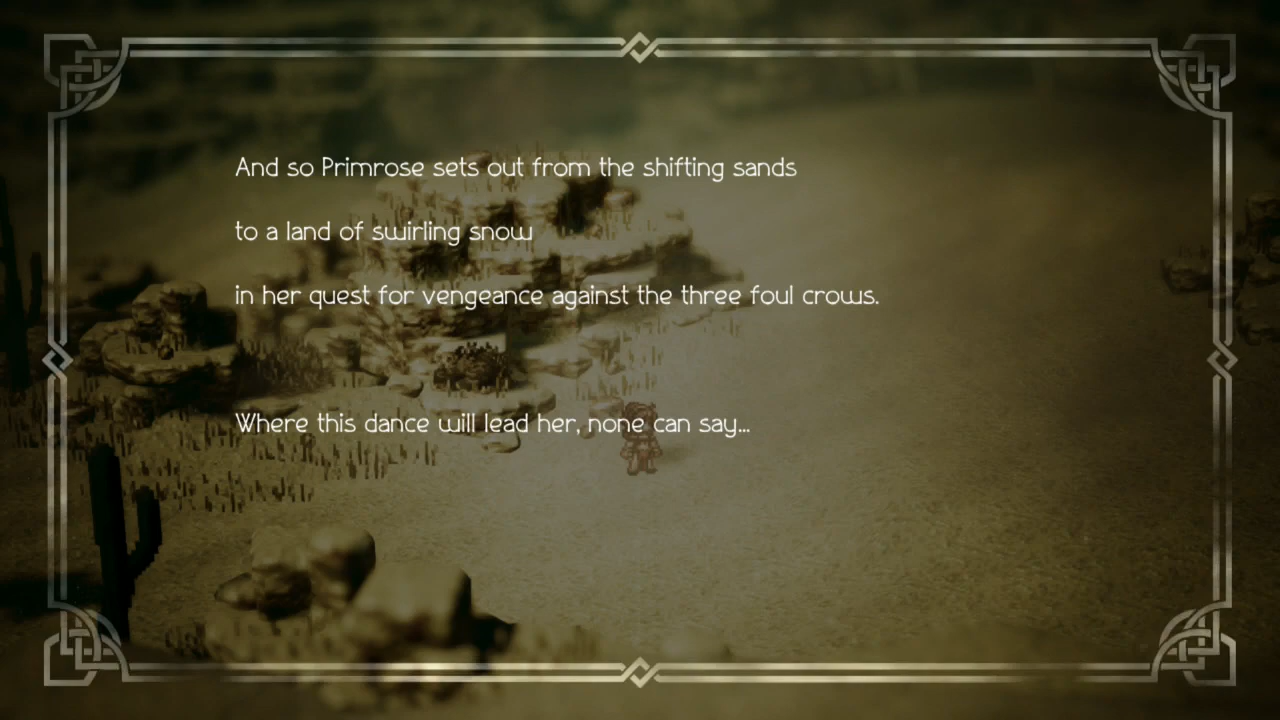 And so Primrose sets out from the shifting sands
to a land of swirling snow
in her quest for vengeance against the three foul crows.
Where this dance will lead her, none can say...